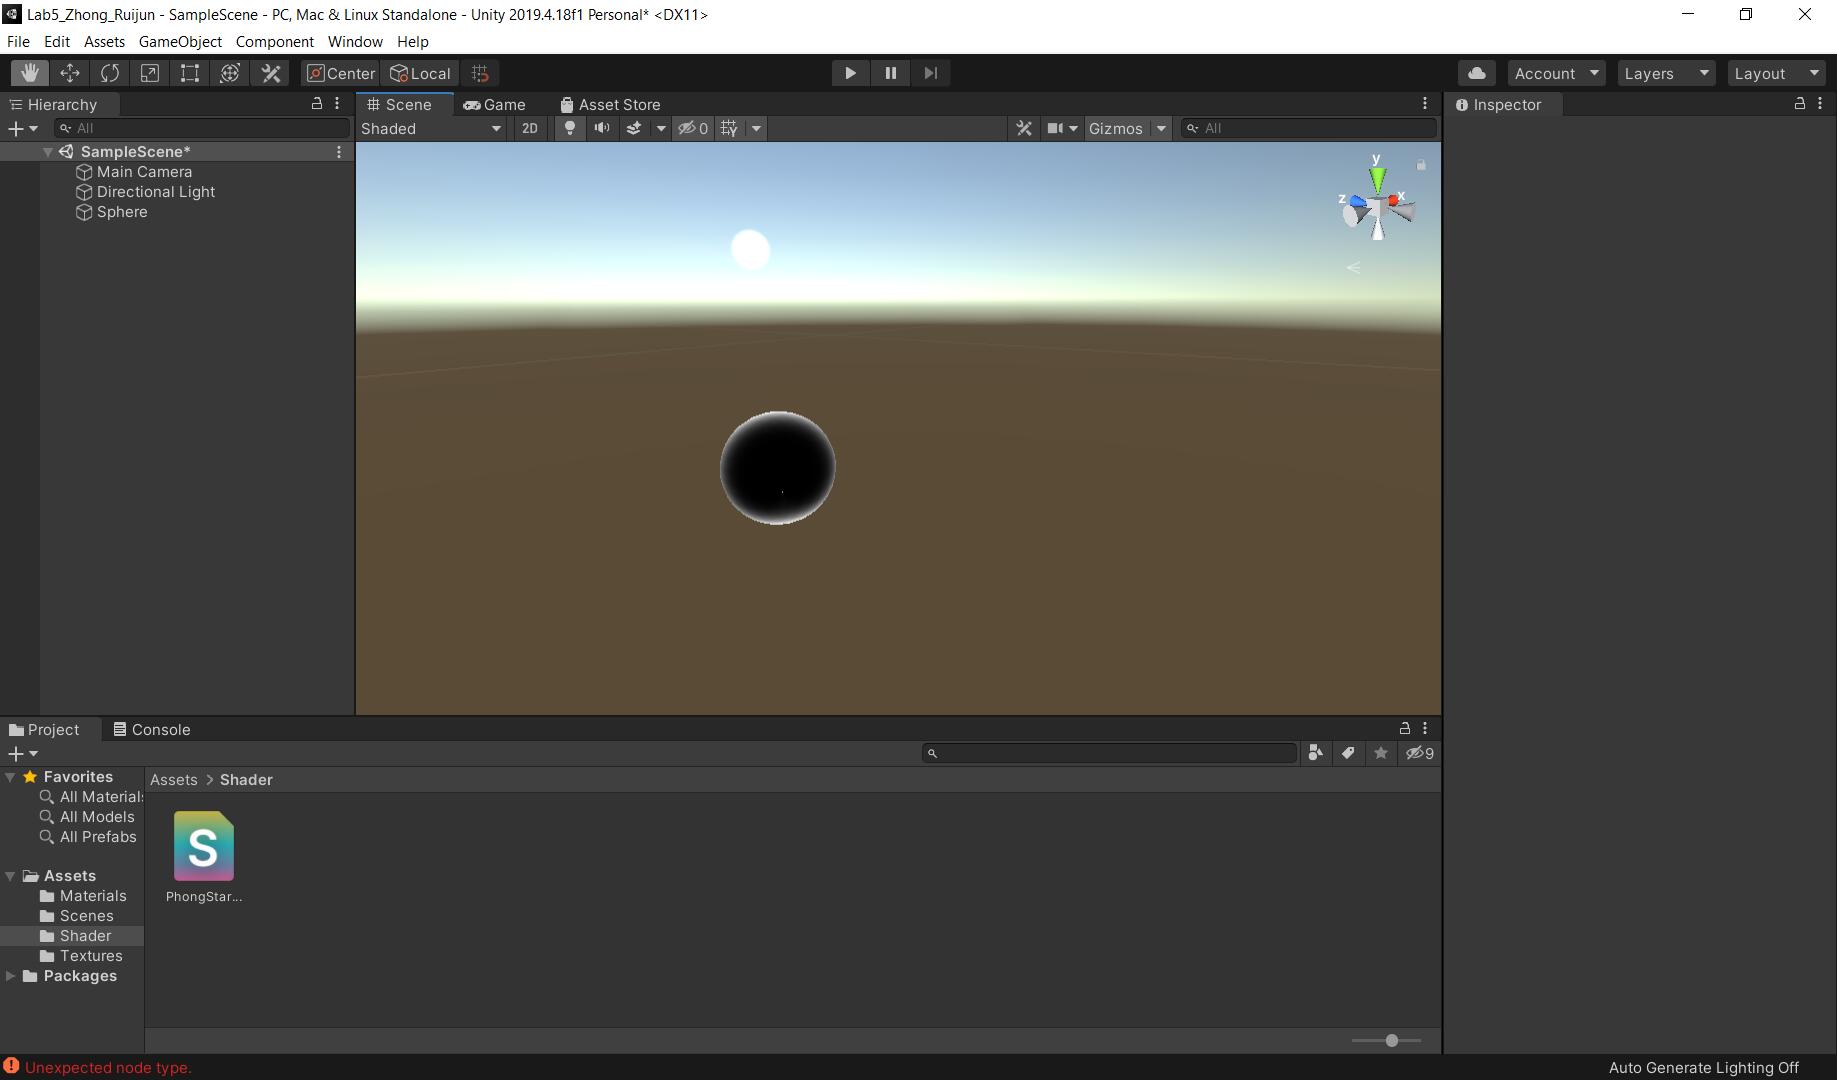 Lab5_Zhong_Ruijun - SampleScene - PC, Mac & Linux Standalone - Unity 2019.4.18f1 Personal* <DX11>
File Edit Assets GameObject Component Window Help
Center Local Account Layers Layout
Hierarchy
All
SampleScene*
Main Camera
Directional Light
Sphere
Scene Game Asset Store
Shaded 2D 0 Gizmos All
y
z x
Inspector
Project Console
9
Favorites
All Material
All Models
All Prefabs
Assets
Materials
Scenes
Shader
Textures
Packages
Assets > Shader
S
PhongStar...
Unexpected node type.
Auto Generate Lighting Off